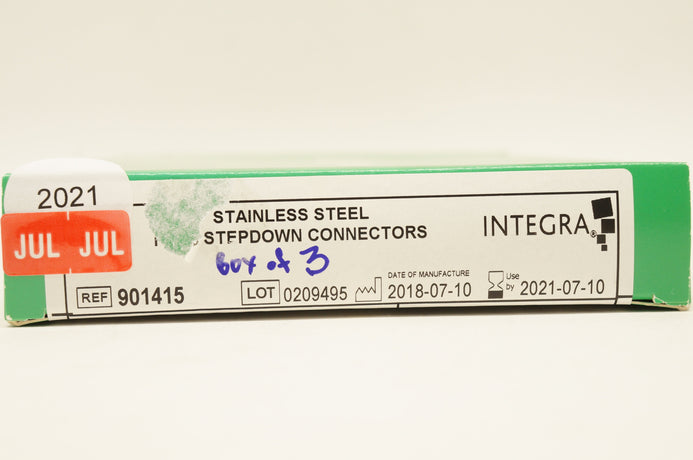 2021
JUL JUL
STAINLESS STEEL
STEPDOWN CONNECTORS
box of 3
INTEGRA®
REF 901415
LOT 0209495
DATE OF MANUFACTURE
2018-07-10
Use by 2021-07-10